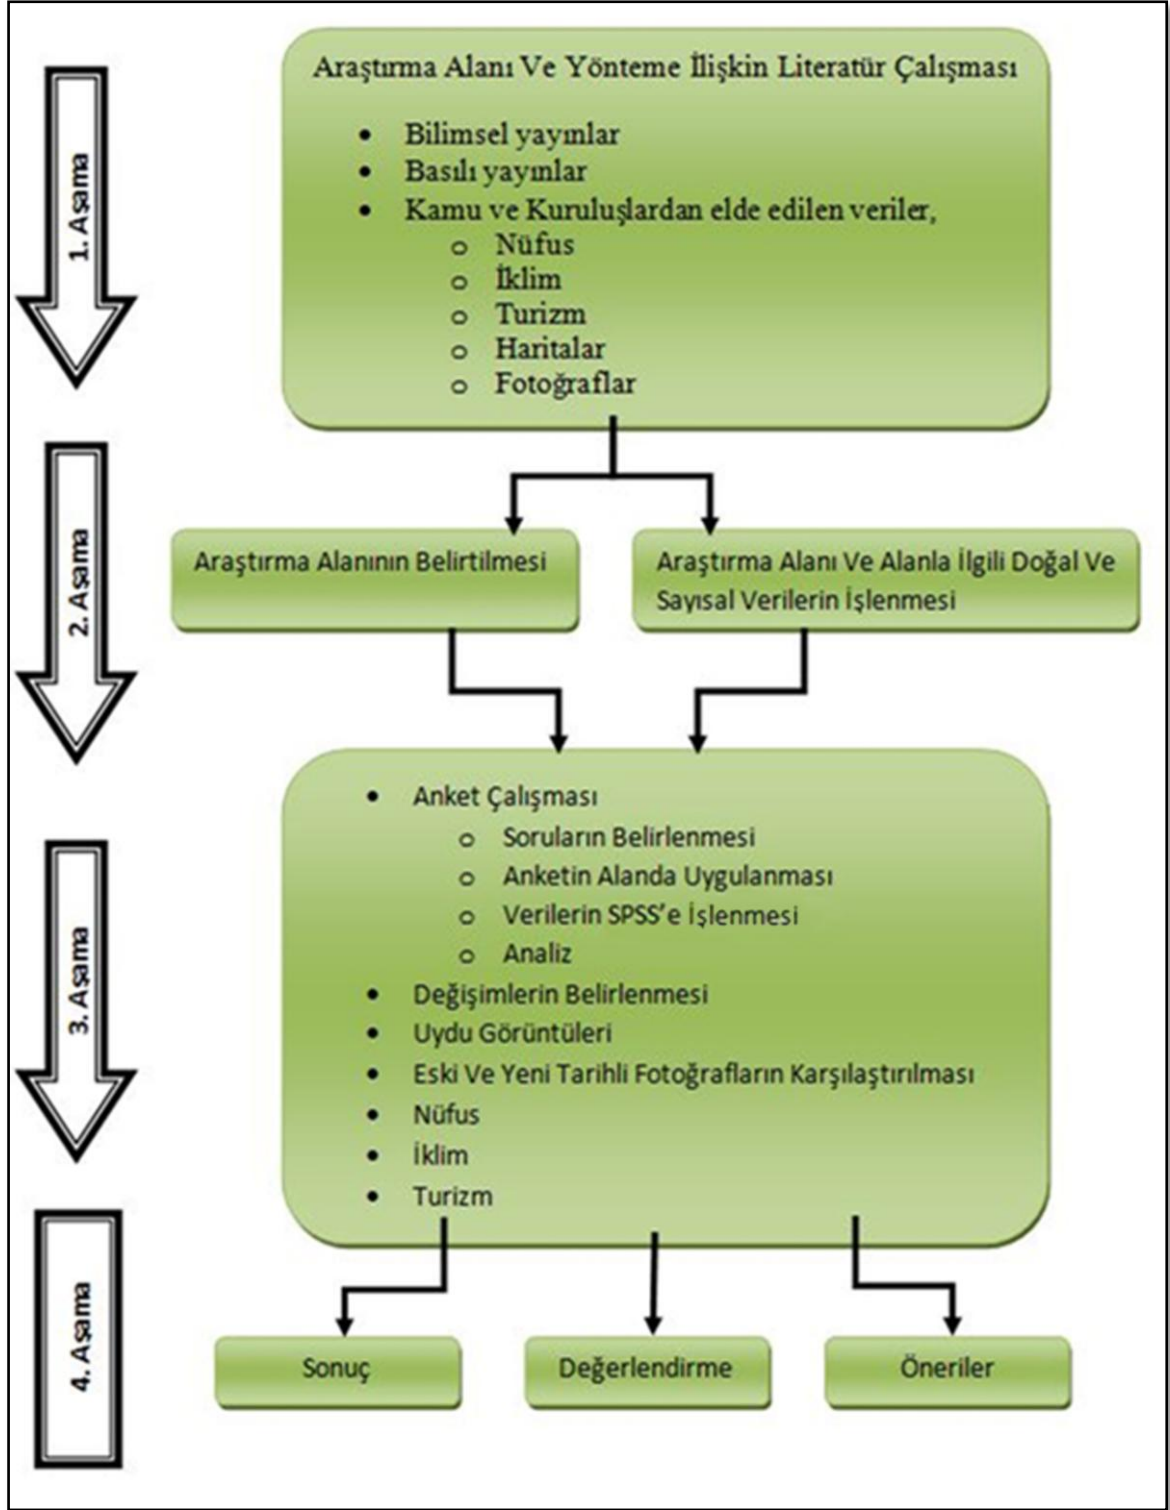 1. Aşama
Araştırma Alanı Ve Yönteme İlişkin Literatür Çalışması
• Bilimsel yayınlar
• Basılı yayınlar
• Kamu ve Kuruluşlardan elde edilen veriler,
o Nüfus
o İklim
o Turizm
o Haritalar
o Fotoğraflar
2. Aşama
Araştırma Alanının Belirtilmesi
Araştırma Alanı Ve Alanla İlgili Doğal Ve
Sayısal Verilerin İşlenmesi
3. Aşama
• Anket Çalışması
o Soruların Belirlenmesi
o Anketin Alanda Uygulanması
o Verilerin SPSS'e İşlenmesi
o Analiz
• Değişimlerin Belirlenmesi
• Uydu Görüntüleri
• Eski Ve Yeni Tarihli Fotoğrafların Karşılaştırılması
• Nüfus
• İklim
• Turizm
4. Aşama
Sonuç
Değerlendirme
Öneriler